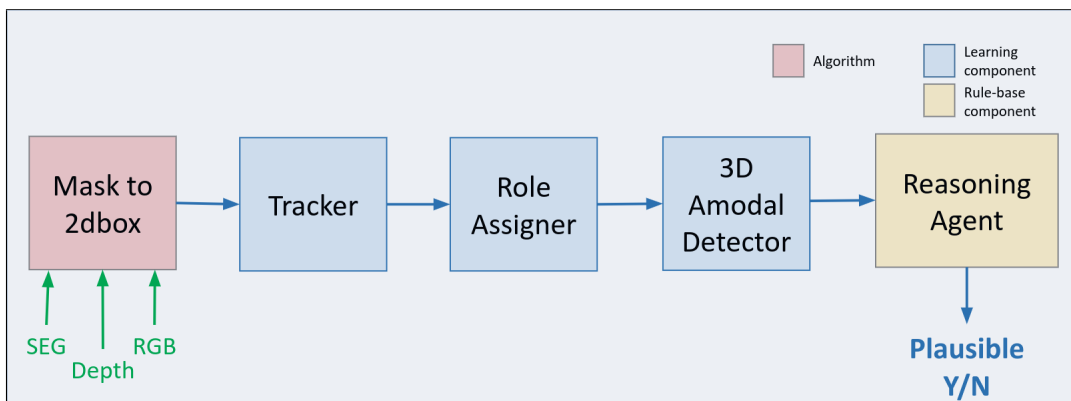 Algorithm
Learning
component
Rule-base
component
Mask to
2dbox
Tracker
Role
Assigner
3D
Amodal
Detector
Reasoning
Agent
SEG
Depth
RGB
Plausible
Y/N